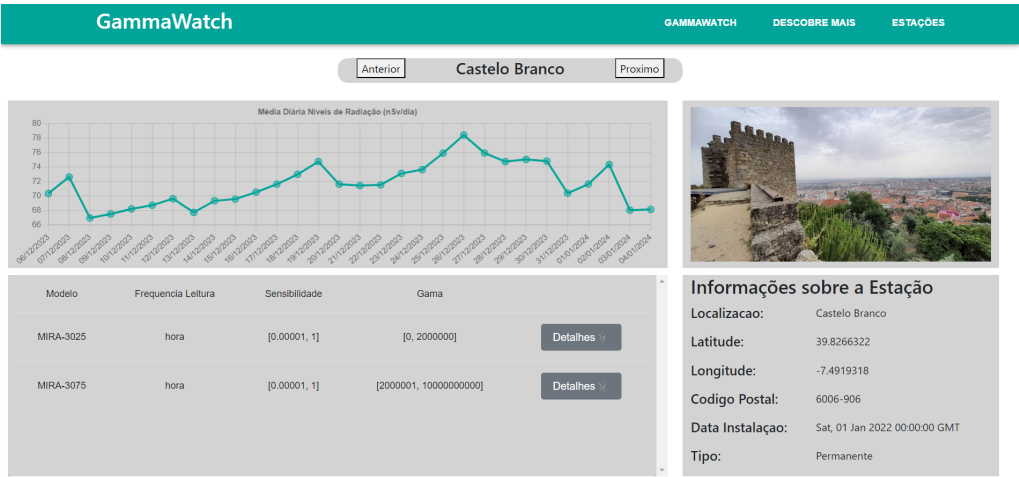 GammaWatch
GAMMAWATCH DESCOBRE MAIS ESTAÇÕES
Anterior Castelo Branco Proximo
Média Diária Niveis de Radiação (nSv/dia)
80
78
76
74
72
70
68
66
06/12/2023 07/12/2023 08/12/2023 09/12/2023 10/12/2023 11/12/2023 12/12/2023 13/12/2023 14/12/2023 15/12/2023 16/12/2023 17/12/2023 18/12/2023 19/12/2023 20/12/2023 21/12/2023 22/12/2023 23/12/2023 24/12/2023 25/12/2023 26/12/2023 27/12/2023 28/12/2023 29/12/2023 30/12/2023 31/12/2023 01/01/2024 02/01/2024 03/01/2024 04/01/2024
Modelo Frequencia Leitura Sensibilidade Gama
MIRA-3025 hora [0.00001, 1] [0, 2000000] Detalhes
MIRA-3075 hora [0.00001, 1] [2000001, 10000000000] Detalhes
Informações sobre a Estação
Localizacao: Castelo Branco
Latitude: 39.8266322
Longitude: -7.4919318
Codigo Postal: 6006-906
Data Instalaçao: Sat, 01 Jan 2022 00:00:00 GMT
Tipo: Permanente